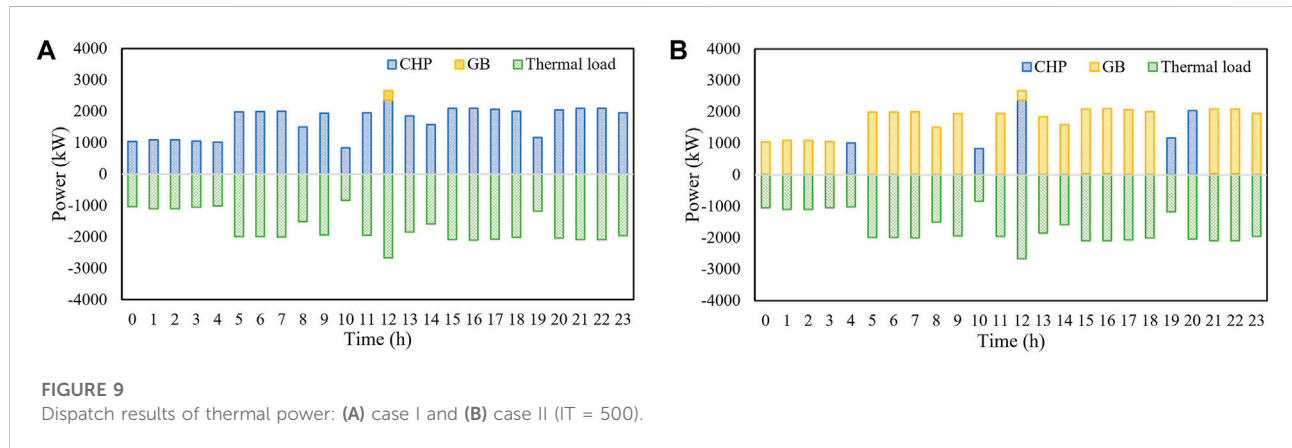 A
CHP GB Thermal load
4000
3000
2000
1000
0
-1000
-2000
-3000
-4000
Power (kW)
0 1 2 3 4 5 6 7 8 9 10 11 12 13 14 15 16 17 18 19 20 21 22 23
Time (h)
B
CHP GB Thermal load
4000
3000
2000
1000
0
-1000
-2000
-3000
-4000
Power (kW)
0 1 2 3 4 5 6 7 8 9 10 11 12 13 14 15 16 17 18 19 20 21 22 23
Time (h)
FIGURE 9
Dispatch results of thermal power: (A) case I and (B) case II (IT = 500).